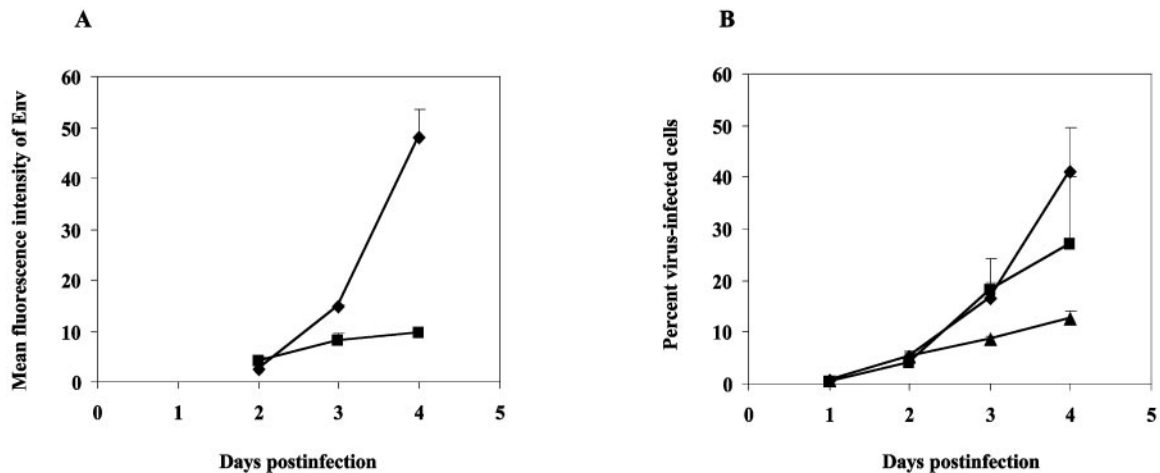 A
Mean fluorescence intensity of Env
60
50
40
30
20
10
0
0 1 2 3 4 5
Days postinfection
B
Percent virus-infected cells
60
50
40
30
20
10
0
0 1 2 3 4 5
Days postinfection